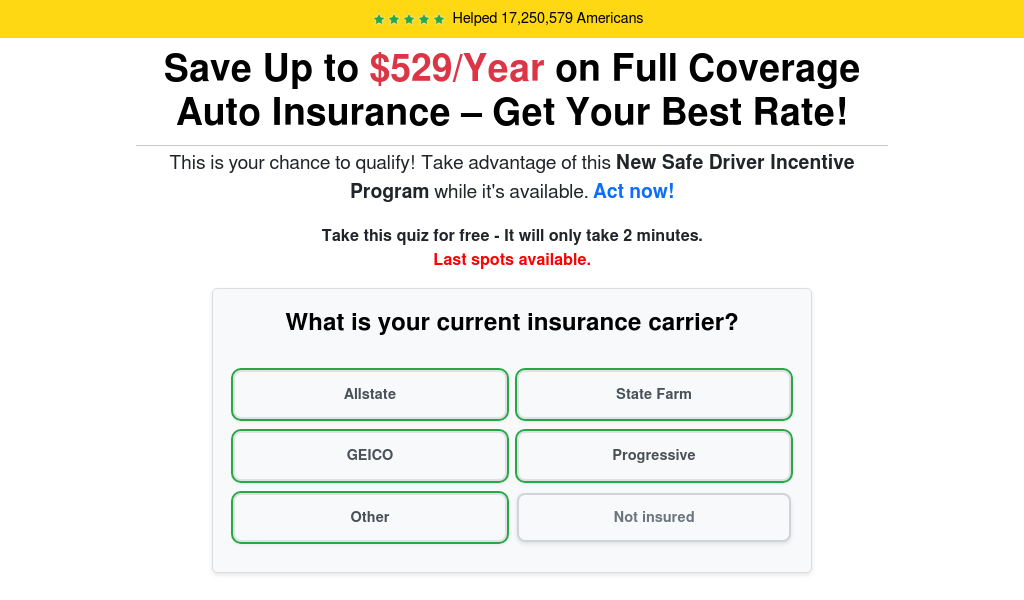 Helped 17,250,579 Americans
Save Up to $529/Year on Full Coverage
Auto Insurance – Get Your Best Rate!
This is your chance to qualify! Take advantage of this New Safe Driver Incentive
Program while it's available. Act now!
Take this quiz for free - It will only take 2 minutes.
Last spots available.
What is your current insurance carrier?
Allstate
State Farm
GEICO
Progressive
Other
Not insured